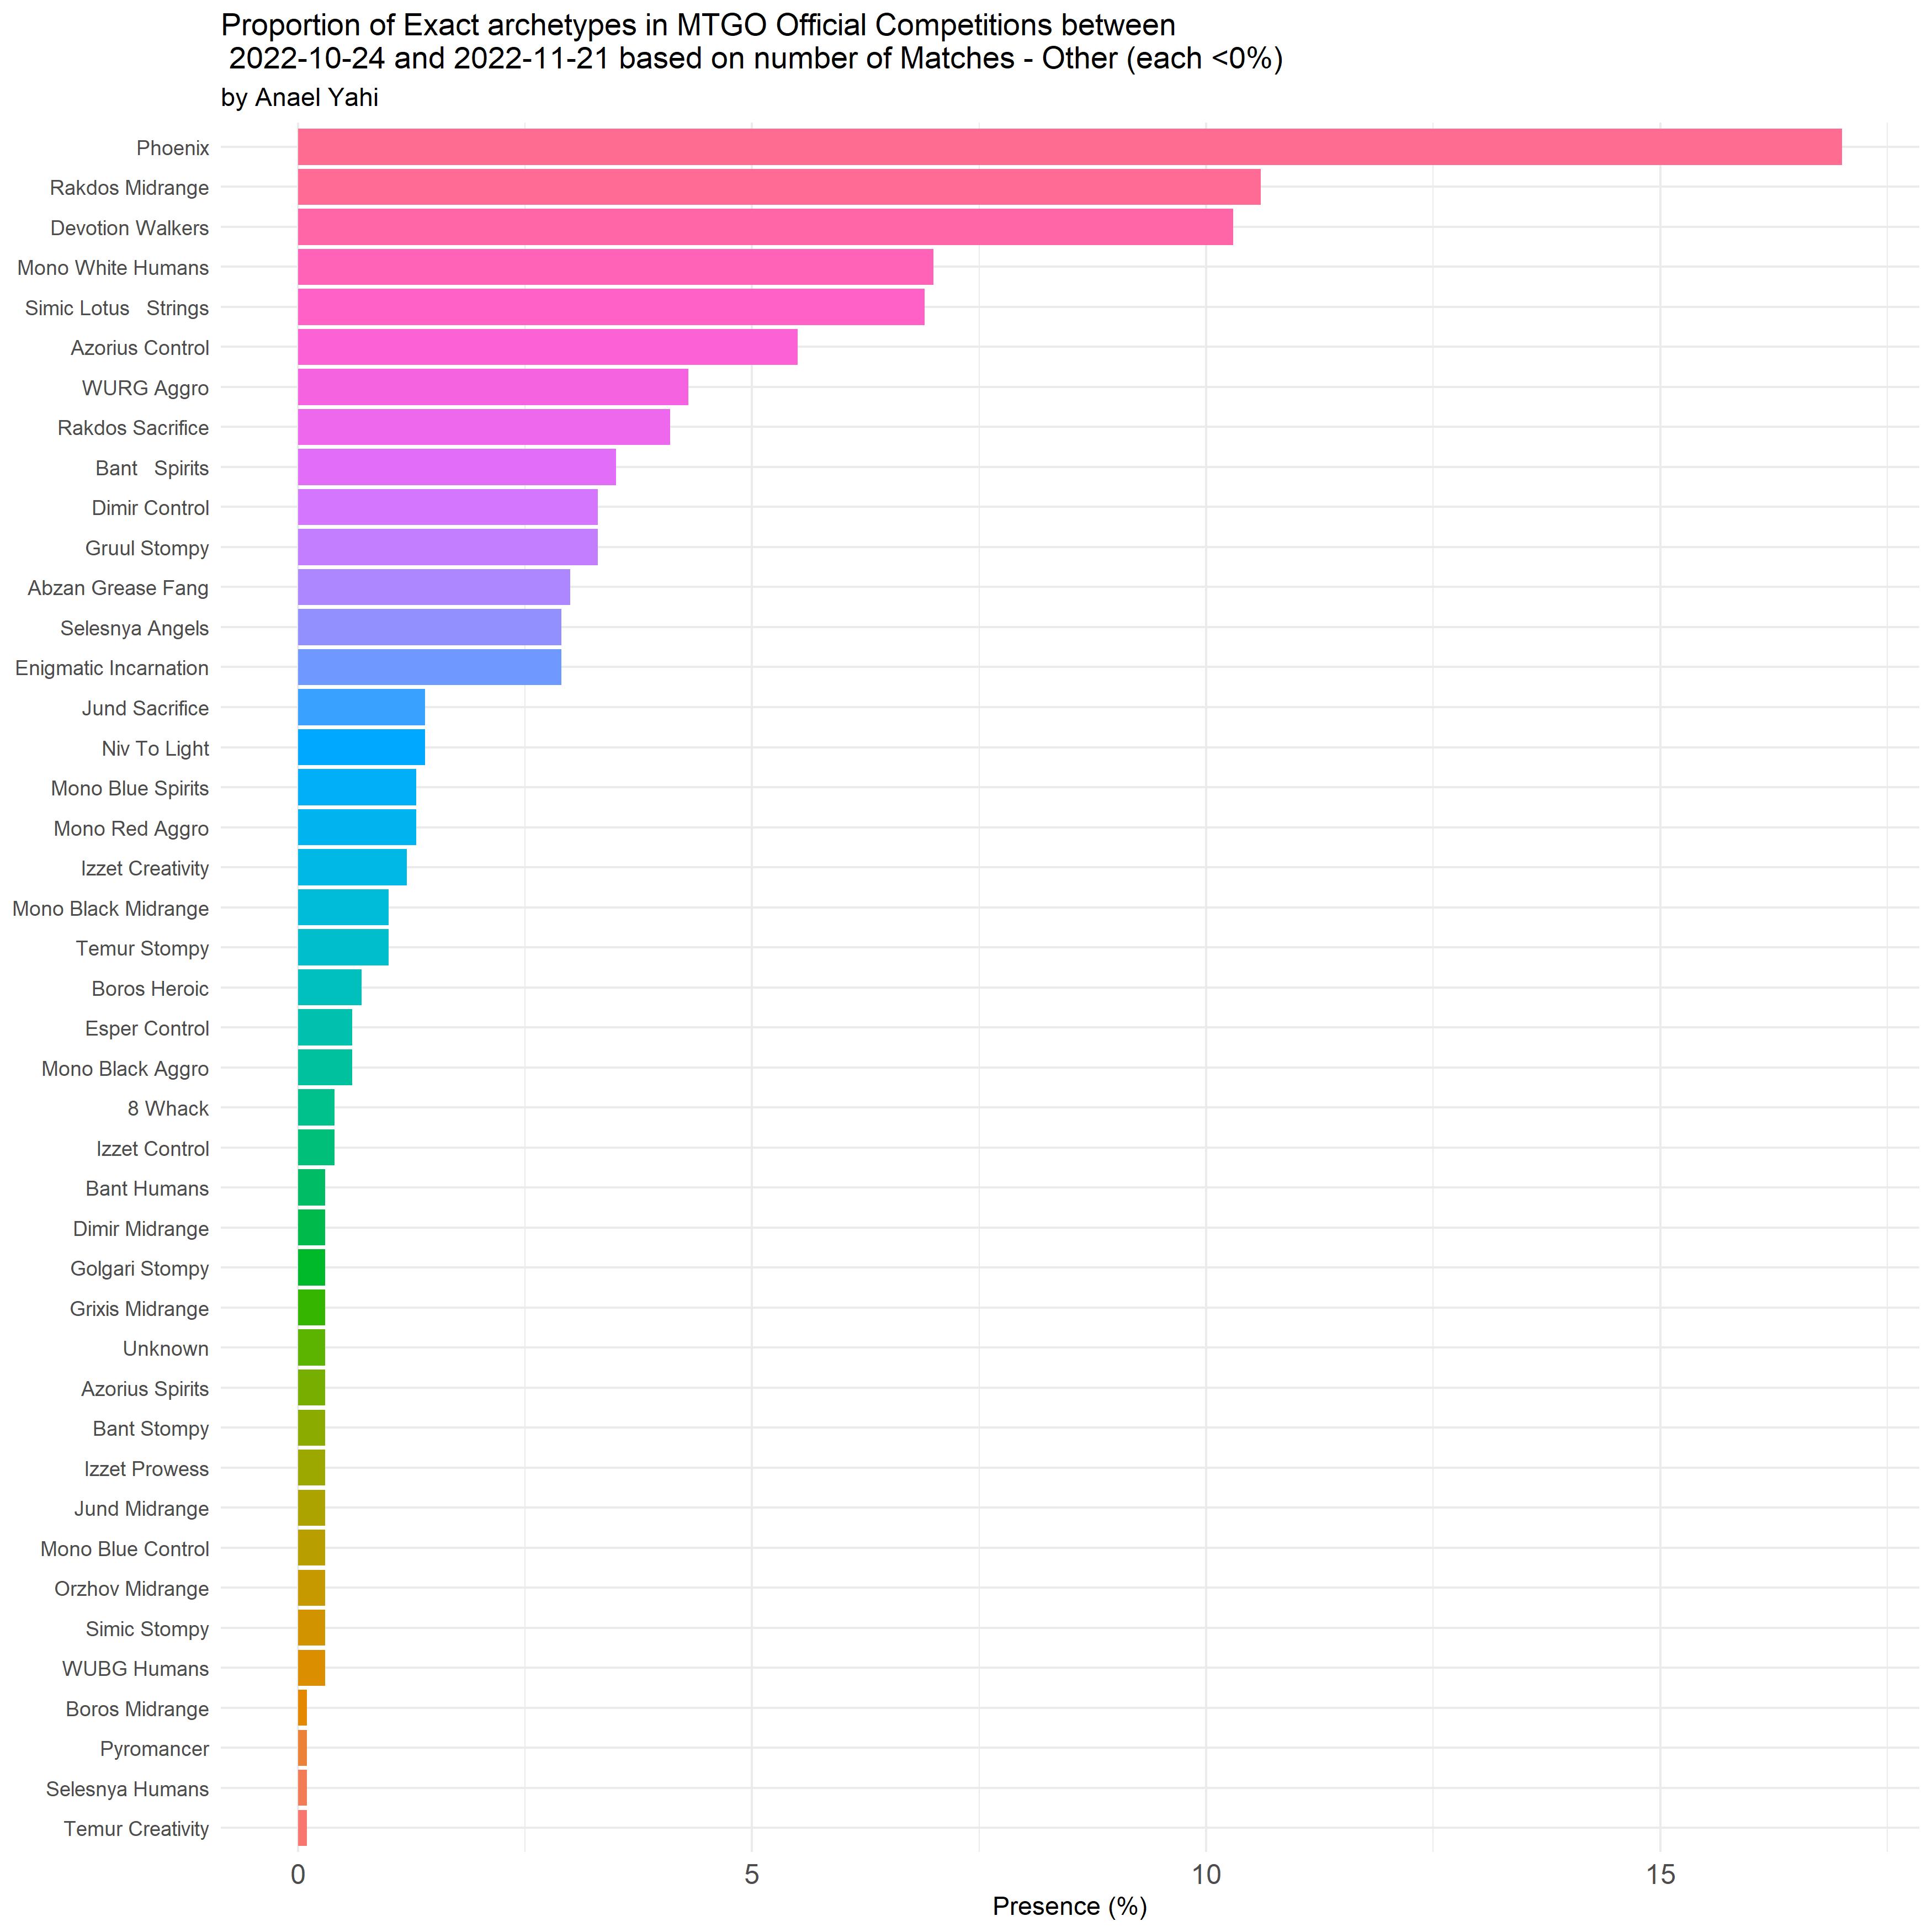 Proportion of Exact archetypes in MTGO Official Competitions between
2022-10-24 and 2022-11-21 based on number of Matches - Other (each <0%)
by Anael Yahi
Phoenix
Rakdos Midrange
Devotion Walkers
Mono White Humans
Simic Lotus   Strings
Azorius Control
WURG Aggro
Rakdos Sacrifice
Bant   Spirits
Dimir Control
Gruul Stompy
Abzan Grease Fang
Selesnya Angels
Enigmatic Incarnation
Jund Sacrifice
Niv To Light
Mono Blue Spirits
Mono Red Aggro
Izzet Creativity
Mono Black Midrange
Temur Stompy
Boros Heroic
Esper Control
Mono Black Aggro
8 Whack
Izzet Control
Bant Humans
Dimir Midrange
Golgari Stompy
Grixis Midrange
Unknown
Azorius Spirits
Bant Stompy
Izzet Prowess
Jund Midrange
Mono Blue Control
Orzhov Midrange
Simic Stompy
WUBG Humans
Boros Midrange
Pyromancer
Selesnya Humans
Temur Creativity
0 5 10 15
Presence (%)